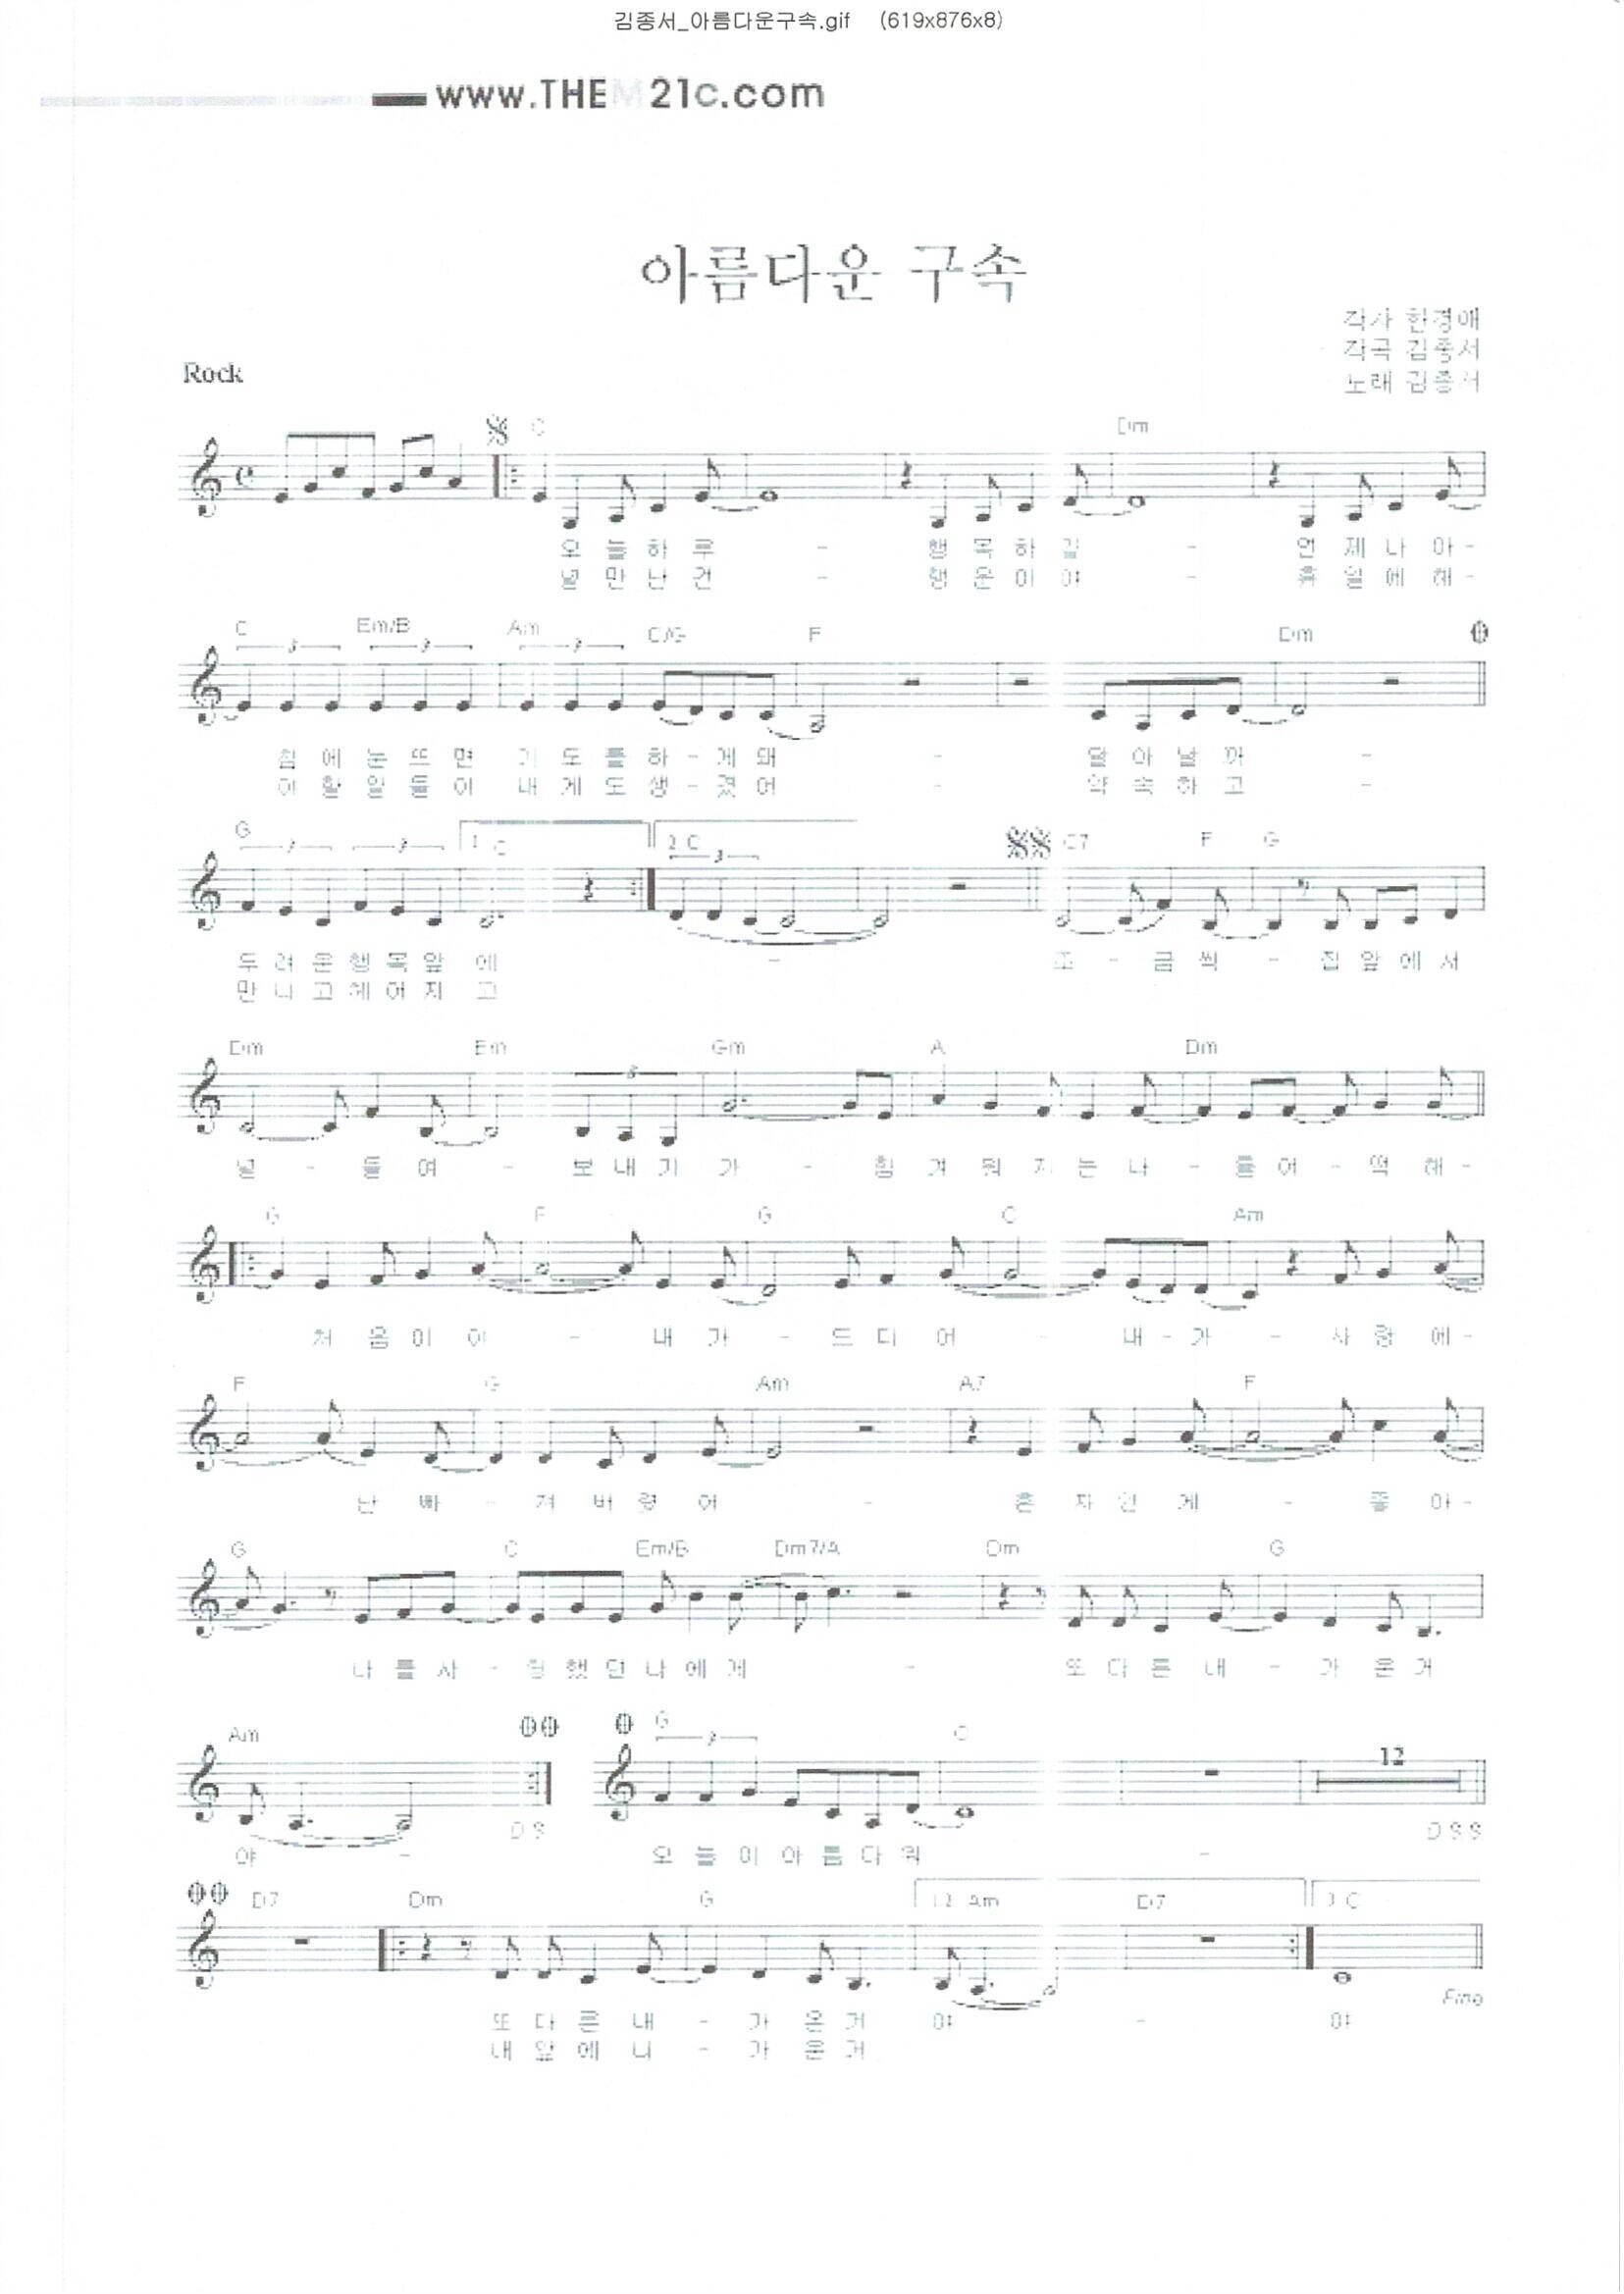 김종서_아름다운구속.gif (619x876x8)
www.THEM21c.com
아름다운 구속
작사 한경애
작곡 김종서
노래 김종서
Rock
C Dm
오 늘 하 루 - 행 복 하 길 - 언 제 나 아 -
널 만 난 건 - 행 운 이 야 - 휴 일 에 해 -
C Em/B Am C/G F Dm
3 3 3
침 에 눈 뜨 면 기 도 를 하 - 게 돼 - 달 아 날 까 -
야 할 일 들 이 내 게 도 생 - 겼 어 - 약 속 하 고 -
G 1. C 2. C C7 F G
3 3 3
두 려 운 행 복 앞 에 - 조 - 금 씩 - 집 앞 에 서
만 나 고 헤 어 지 고
Dm Em Gm A Dm
3
널 - 들 여 - 보 내 기 가 - 힘 겨 워 지 는 나 - 를 어 - 떡 해 -
G F G C Am
처 음 이 야 - 내 가 - 드 디 어 - 내 - 가 - 사 랑 에 -
F G Am A7 F
난 빠 - 져 버 렸 어 - 혼 자 인 게 - 좋 아 -
G C Em/B Dm7/A Dm G
나 를 사 - 랑 했 던 나 에 게 - 또 다 른 내 - 가 온 거
Am G C 12
3
야 - D.S 오 늘 이 아 름 다 워 - D.S.S
D7 Dm G 1.2. Am D7 3. C
Fine
또 다 른 내 - 가 온 거 야 - 야
내 앞 에 니 - 가 온 거